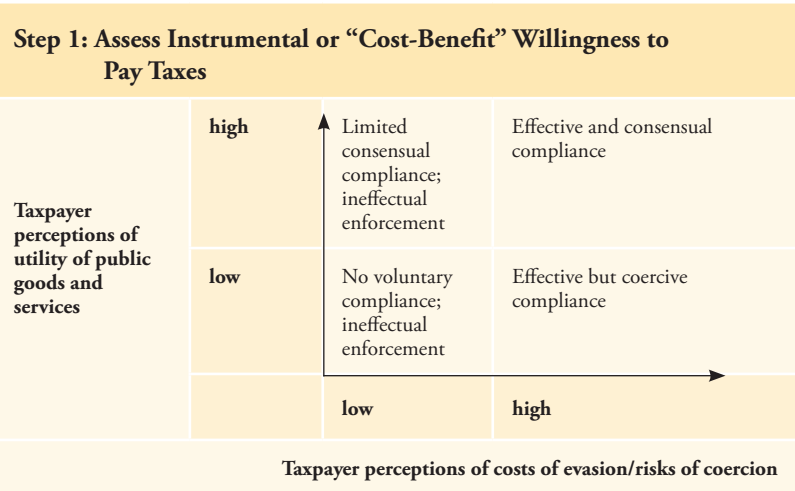 Step 1: Assess Instrumental or “Cost-Benefit” Willingness to
Pay Taxes
Taxpayer
perceptions of
utility of public
goods and
services
high
Limited
consensual
compliance;
ineffectual
enforcement
Effective and consensual
compliance
low
No voluntary
compliance;
ineffectual
enforcement
Effective but coercive
compliance
low
high
Taxpayer perceptions of costs of evasion/risks of coercion